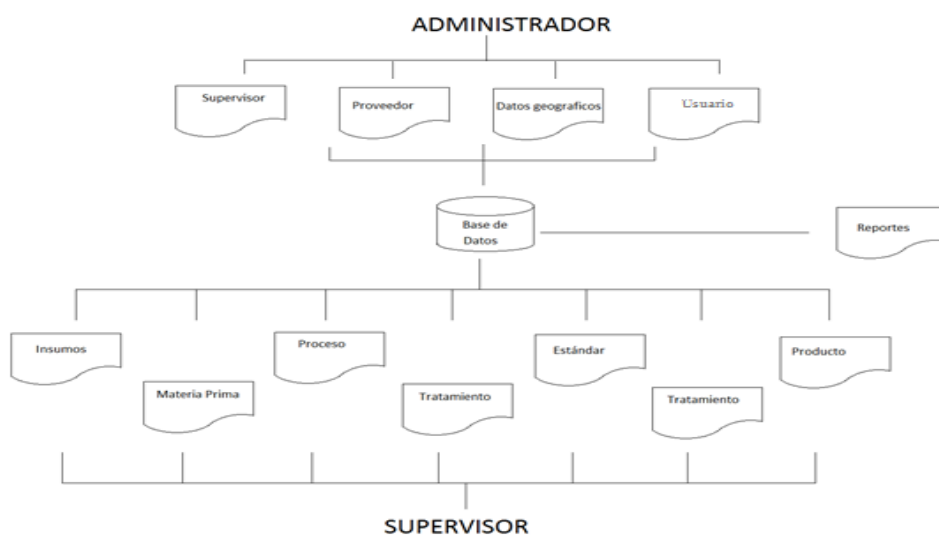 ADMINISTRADOR
Supervisor
Proveedor
Datos geograficos
Usuario
Base de
Datos
Reportes
Insumos
Materia Prima
Proceso
Tratamiento
Estándar
Tratamiento
Producto
SUPERVISOR